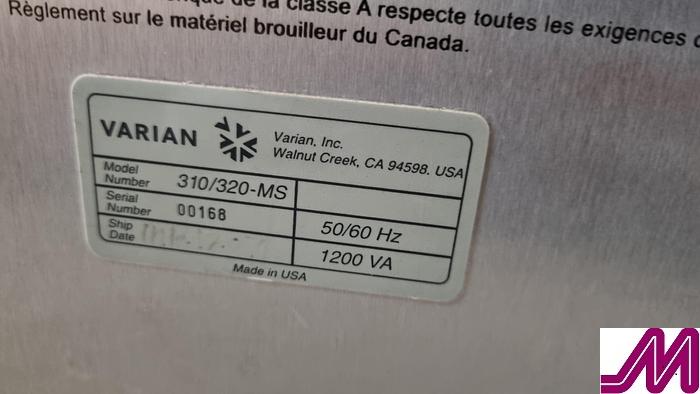 de la classe A respecte toutes les exigences
Règlement sur le matériel brouilleur du Canada.
VARIAN
Varian, Inc.
Walnut Creek, CA 94598. USA
Model
Number 310/320-MS
Serial
Number 00168
50/60 Hz
Ship
Date
1200 VA
Made in USA
M